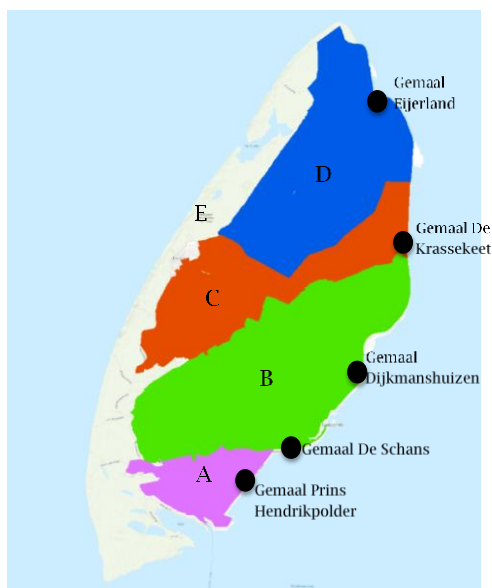 Gemaal
Eijerland
D
E
Gemaal De
Krassekeet
C
Gemaal
Dijkmanshuizen
B
Gemaal De Schans
A
Gemaal Prins
Hendrikpolder